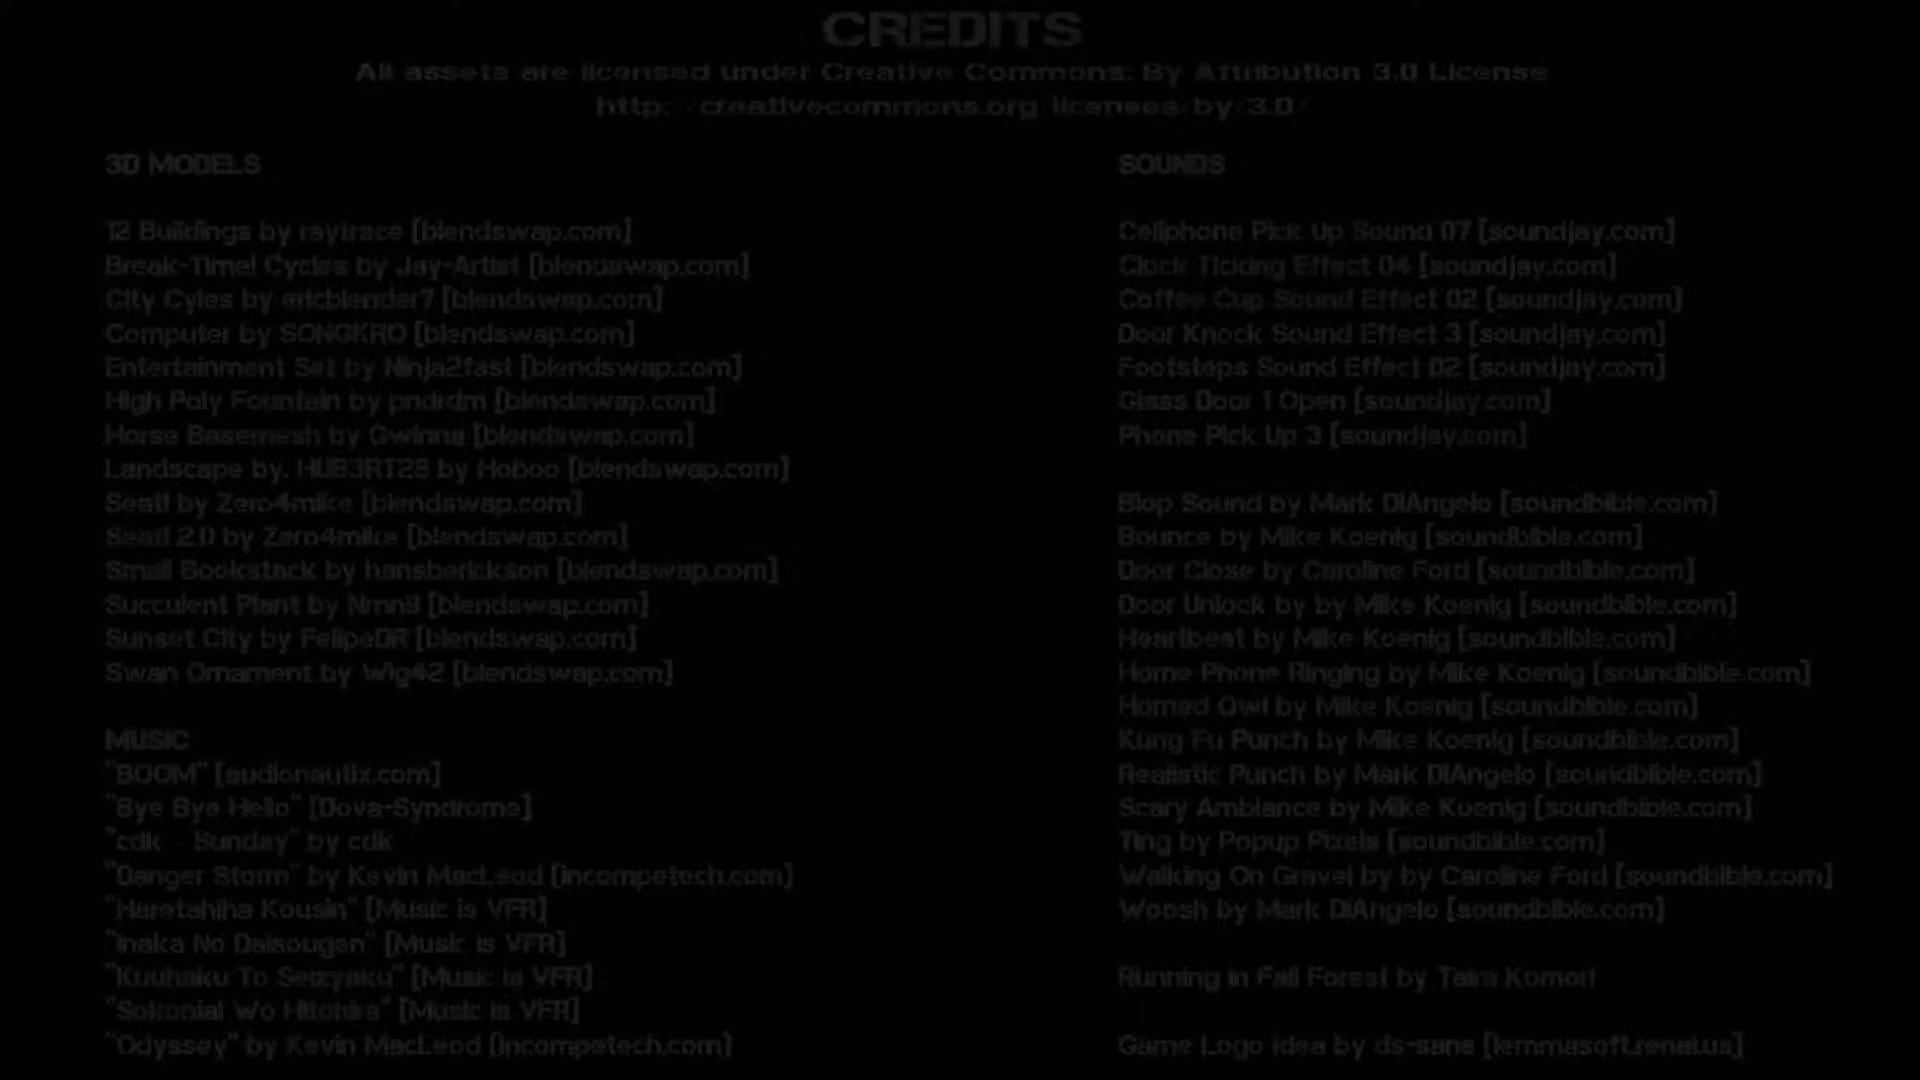 CREDITS
All assets are licensed under Creative Commons: By Attribution 3.0 License
http://creativecommons.org/licenses/by/3.0/
3D MODELS
12 Buildings by raytrace [blendswap.com]
Break-Time! Cycles by Jay-Artist [blendswap.com]
City Cyles by ericblender7 [blendswap.com]
Computer by SONGKRO [blendswap.com]
Entertainment Set by Ninja2fast [blendswap.com]
High Poly Fountain by pndrdm [blendswap.com]
Horse Basemesh by [blendswap.com]
Landscape by. HUB3RT28 by Hoboo [blendswap.com]
by Zero4mike [blendswap.com]
2.0 by Zero4mike [blendswap.com]
Small Bookstack by hansberickson [blendswap.com]
Succulent Plant by [blendswap.com]
Sunset City by FelipeDR [blendswap.com]
Swan Ornament by Wig42 [blendswap.com]
MUSIC
"BOOM" [audionautix.com]
"Bye Bye Hello" [Dova-Syndrome]
"cdk - Sunday" by cdk
"Danger Storm" by Kevin MacLeod [incompetech.com]
"Haretahiha Kousin" [Music is VFR]
"Inaka No Daisougen" [Music is VFR]
"Kuuhaku To Seizyaku" [Music is VFR]
"Sokoniai Wo Hitohira" [Music is VFR]
"Odyssey" by Kevin MacLeod [incompetech.com]
SOUNDS
Cellphone Pick Up Sound 07 [soundjay.com]
Clock Ticking Effect 04 [soundjay.com]
Coffee Cup Sound Effect 02 [soundjay.com]
Door Knock Sound Effect 3 [soundjay.com]
Footsteps Sound Effect 02 [soundjay.com]
Glass Door 1 Open [soundjay.com]
Phone Pick Up 3 [soundjay.com]
Blop Sound by Mark DiAngelo [soundbible.com]
Bounce by Mike Koenig [soundbible.com]
Door Close by Caroline Ford [soundbible.com]
Door Unlock by by Mike Koenig [soundbible.com]
Heartbeat by Mike Koenig [soundbible.com]
Home Phone Ringing by Mike Koenig [soundbible.com]
Horned Owl by Mike Koenig [soundbible.com]
Kung Fu Punch by Mike Koenig [soundbible.com]
Realistic Punch by Mark DiAngelo [soundbible.com]
Scary Ambiance by Mike Koenig [soundbible.com]
Ting by Popup Pixels [soundbible.com]
Walking On Gravel by by Caroline Ford [soundbible.com]
Woosh by Mark DiAngelo [soundbible.com]
Running in Fall Forest by Taira Komori
Game Logo idea by ds-sans [lemmasoft.renai.us]